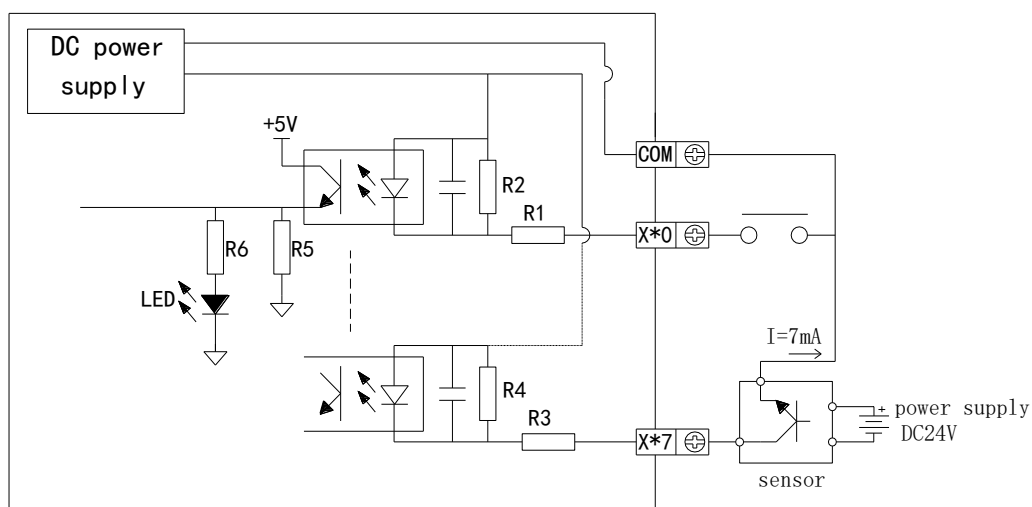 DC power
supply
+5V
COM
R2
R1
X*0
R6
R5
LED
I=7mA
R4
R3
X*7
+
power supply
DC24V
sensor